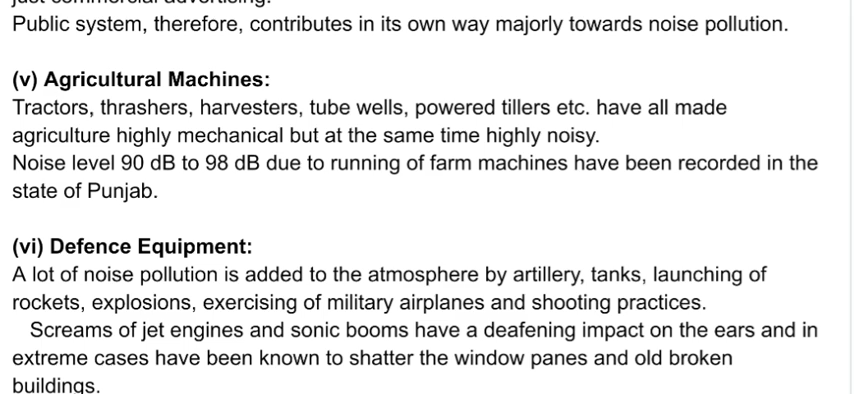 just commercial advertising.
Public system, therefore, contributes in its own way majorly towards noise pollution.
(v) Agricultural Machines:
Tractors, thrashers, harvesters, tube wells, powered tillers etc. have all made
agriculture highly mechanical but at the same time highly noisy.
Noise level 90 dB to 98 dB due to running of farm machines have been recorded in the
state of Punjab.
(vi) Defence Equipment:
A lot of noise pollution is added to the atmosphere by artillery, tanks, launching of
rockets, explosions, exercising of military airplanes and shooting practices.
Screams of jet engines and sonic booms have a deafening impact on the ears and in
extreme cases have been known to shatter the window panes and old broken
buildings.